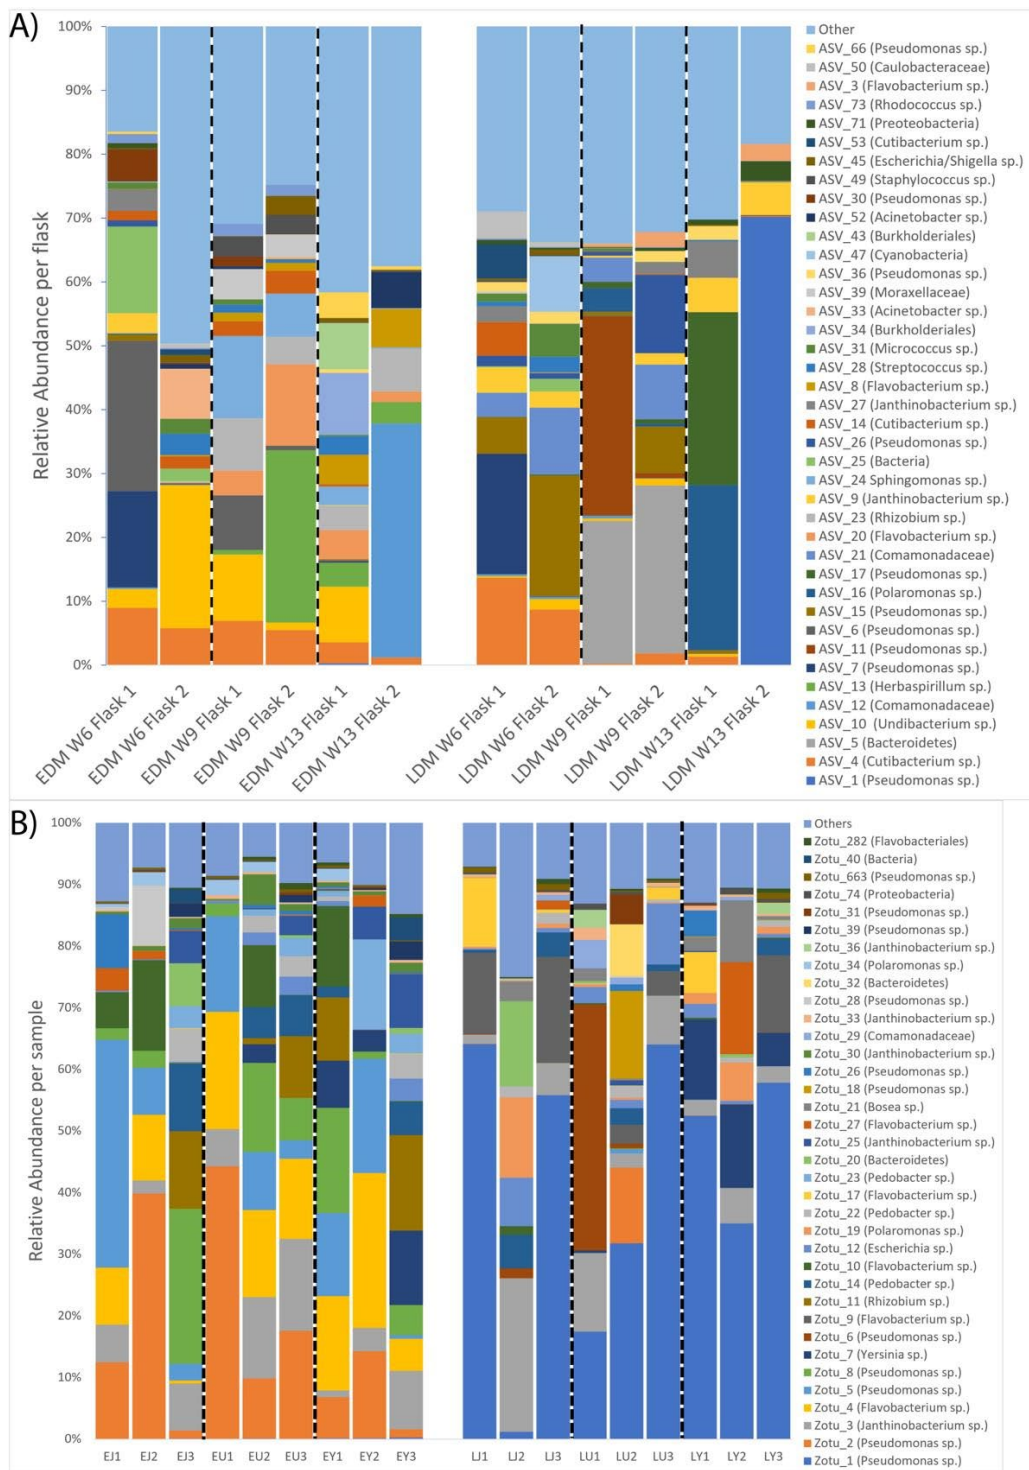 A)
100%
90%
80%
70%
60%
50%
40%
30%
20%
10%
0%
Relative Abundance per flask
EDM W6 Flask 1
EDM W6 Flask 2
EDM W9 Flask 1
EDM W9 Flask 2
EDM W13 Flask 1
EDM W13 Flask 2
LDM W6 Flask 1
LDM W6 Flask 2
LDM W9 Flask 1
LDM W9 Flask 2
LDM W13 Flask 1
LDM W13 Flask 2
Other
ASV_66 (Pseudomonas sp.)
ASV_50 (Caulobacteraceae)
ASV_3 (Flavobacterium sp.)
ASV_73 (Rhodococcus sp.)
ASV_71 (Preoteobacteria)
ASV_53 (Cutibacterium sp.)
ASV_45 (Escherichia/Shigella sp.)
ASV_49 (Staphylococcus sp.)
ASV_30 (Pseudomonas sp.)
ASV_52 (Acinetobacter sp.)
ASV_43 (Burkholderiales)
ASV_47 (Cyanobacteria)
ASV_36 (Pseudomonas sp.)
ASV_39 (Moraxellaceae)
ASV_33 (Acinetobacter sp.)
ASV_34 (Burkholderiales)
ASV_31 (Micrococcus sp.)
ASV_28 (Streptococcus sp.)
ASV_8 (Flavobacterium sp.)
ASV_27 (Janthinobacterium sp.)
ASV_14 (Cutibacterium sp.)
ASV_26 (Pseudomonas sp.)
ASV_25 (Bacteria)
ASV_24 Sphingomonas sp.)
ASV_9 (Janthinobacterium sp.)
ASV_23 (Rhizobium sp.)
ASV_20 (Flavobacterium sp.)
ASV_21 (Comamonadaceae)
ASV_17 (Pseudomonas sp.)
ASV_16 (Polaromonas sp.)
ASV_15 (Pseudomonas sp.)
ASV_6 (Pseudomonas sp.)
ASV_11 (Pseudomonas sp.)
ASV_7 (Pseudomonas sp.)
ASV_13 (Herbaspirillum sp.)
ASV_12 (Comamonadaceae)
ASV_10 (Undibacterium sp.)
ASV_5 (Bacteroidetes)
ASV_4 (Cutibacterium sp.)
ASV_1 (Pseudomonas sp.)
B)
100%
90%
80%
70%
60%
50%
40%
30%
20%
10%
0%
Relative Abundance per sample
EJ1 EJ2 EJ3 EU1 EU2 EU3 EY1 EY2 EY3 LJ1 LJ2 LJ3 LU1 LU2 LU3 LY1 LY2 LY3
Others
Zotu_282 (Flavobacteriales)
Zotu_40 (Bacteria)
Zotu_663 (Pseudomonas sp.)
Zotu_74 (Proteobacteria)
Zotu_31 (Pseudomonas sp.)
Zotu_39 (Pseudomonas sp.)
Zotu_36 (Janthinobacterium sp.)
Zotu_34 (Polaromonas sp.)
Zotu_32 (Bacteroidetes)
Zotu_28 (Pseudomonas sp.)
Zotu_33 (Janthinobacterium sp.)
Zotu_29 (Comamonadaceae)
Zotu_30 (Janthinobacterium sp.)
Zotu_26 (Pseudomonas sp.)
Zotu_18 (Pseudomonas sp.)
Zotu_21 (Bosea sp.)
Zotu_27 (Flavobacterium sp.)
Zotu_25 (Janthinobacterium sp.)
Zotu_20 (Bacteroidetes)
Zotu_23 (Pedobacter sp.)
Zotu_17 (Flavobacterium sp.)
Zotu_22 (Pedobacter sp.)
Zotu_19 (Polaromonas sp.)
Zotu_12 (Escherichia sp.)
Zotu_10 (Flavobacterium sp.)
Zotu_14 (Pedobacter sp.)
Zotu_11 (Rhizobium sp.)
Zotu_9 (Flavobacterium sp.)
Zotu_6 (Pseudomonas sp.)
Zotu_7 (Yersinia sp.)
Zotu_8 (Pseudomonas sp.)
Zotu_5 (Pseudomonas sp.)
Zotu_4 (Flavobacterium sp.)
Zotu_3 (Janthinobacterium sp.)
Zotu_2 (Pseudomonas sp.)
Zotu_1 (Pseudomonas sp.)